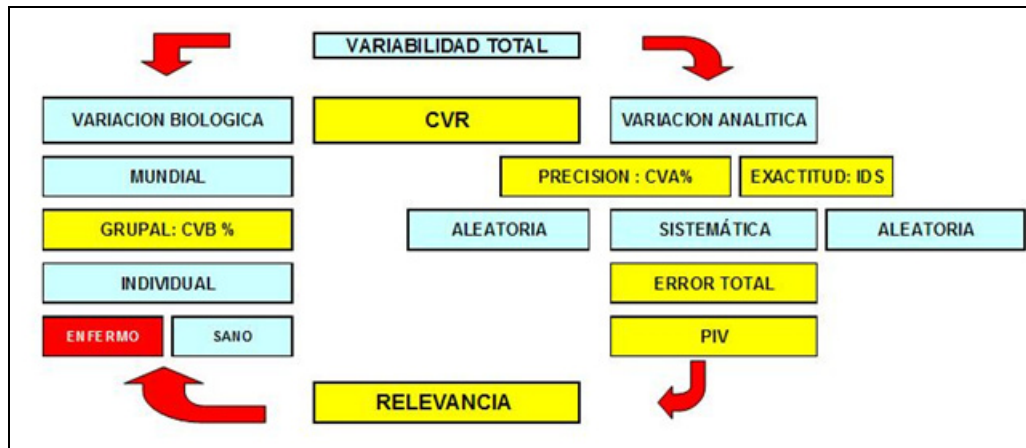 VARIABILIDAD TOTAL
VARIACION BIOLOGICA
CVR
VARIACION ANALITICA
MUNDIAL
PRECISION : CVA%
EXACTITUD: IDS
GRUPAL: CVB %
ALEATORIA
SISTEMÁTICA
ALEATORIA
INDIVIDUAL
ERROR TOTAL
ENFERMO
SANO
PIV
RELEVANCIA